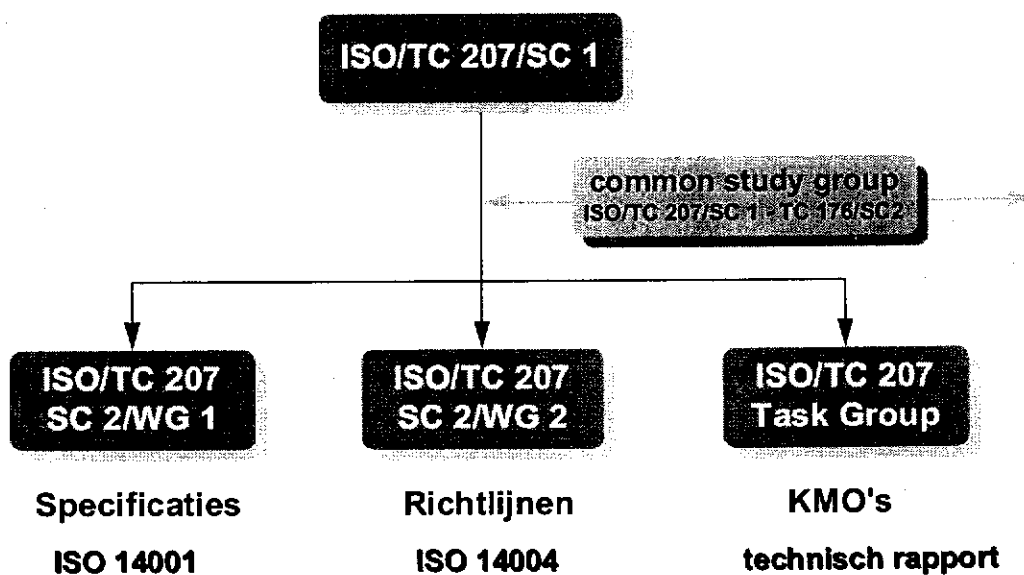 ISO/TC 207/SC 1
common study group
ISO/TC 207/SC 1 - TC 176/SC2
ISO/TC 207
SC 2/WG 1
ISO/TC 207
SC 2/WG 2
ISO/TC 207
Task Group
Specificaties
Richtlijnen
KMO's
ISO 14001
ISO 14004
technisch rapport